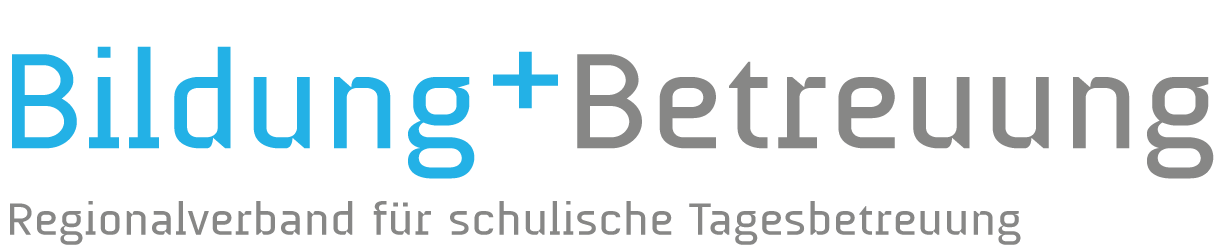 Bildung+Betreuung
Regionalverband für schulische Tagesbetreuung